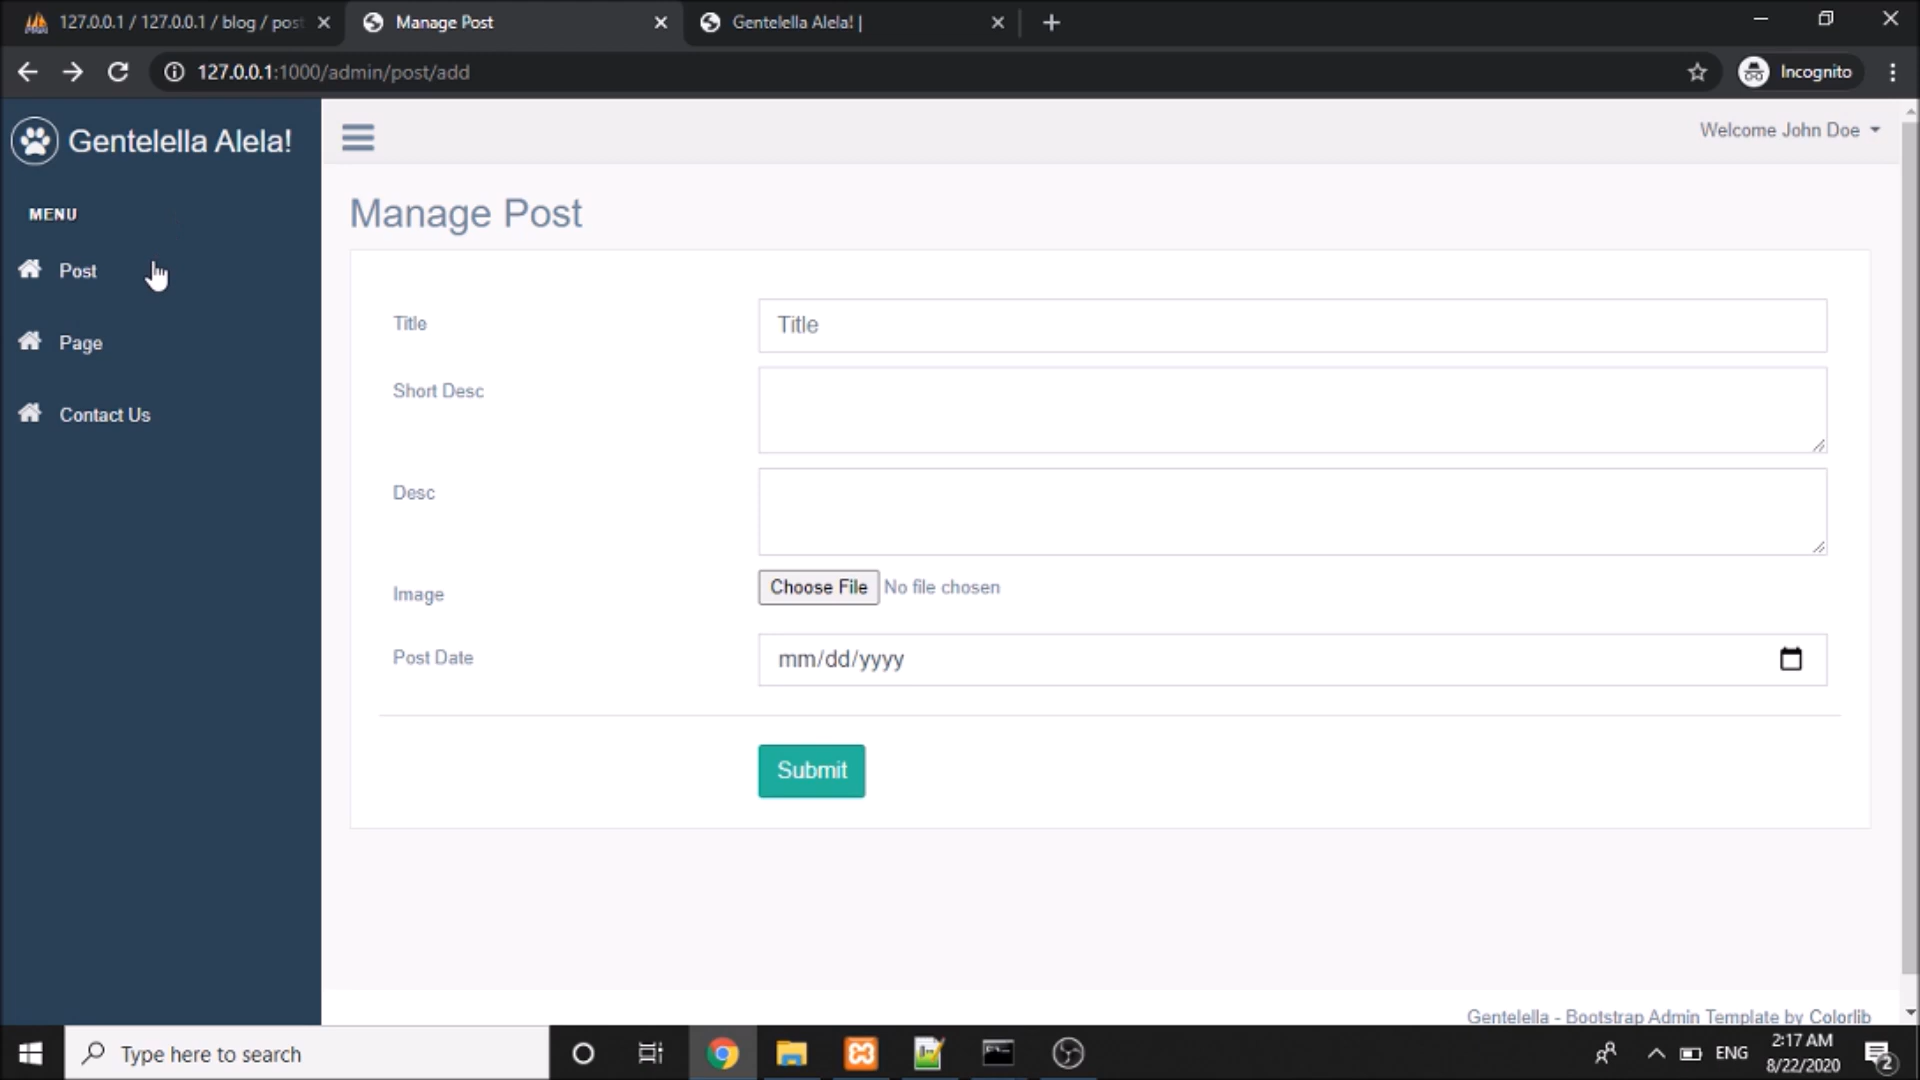 127.0.0.1 / 127.0.0.1 / blog / post
Manage Post
Gentelella Alela! |
127.0.0.1:1000/admin/post/add
Incognito
Gentelella Alela!
Welcome John Doe
MENU
Post
Page
Contact Us
Manage Post
Title
Title
Short Desc
Desc
Image
Choose File No file chosen
Post Date
mm/dd/yyyy
Submit
Gentelella - Bootstrap Admin Template by Colorlib
Type here to search
ENG
2:17 AM
8/22/2020
2